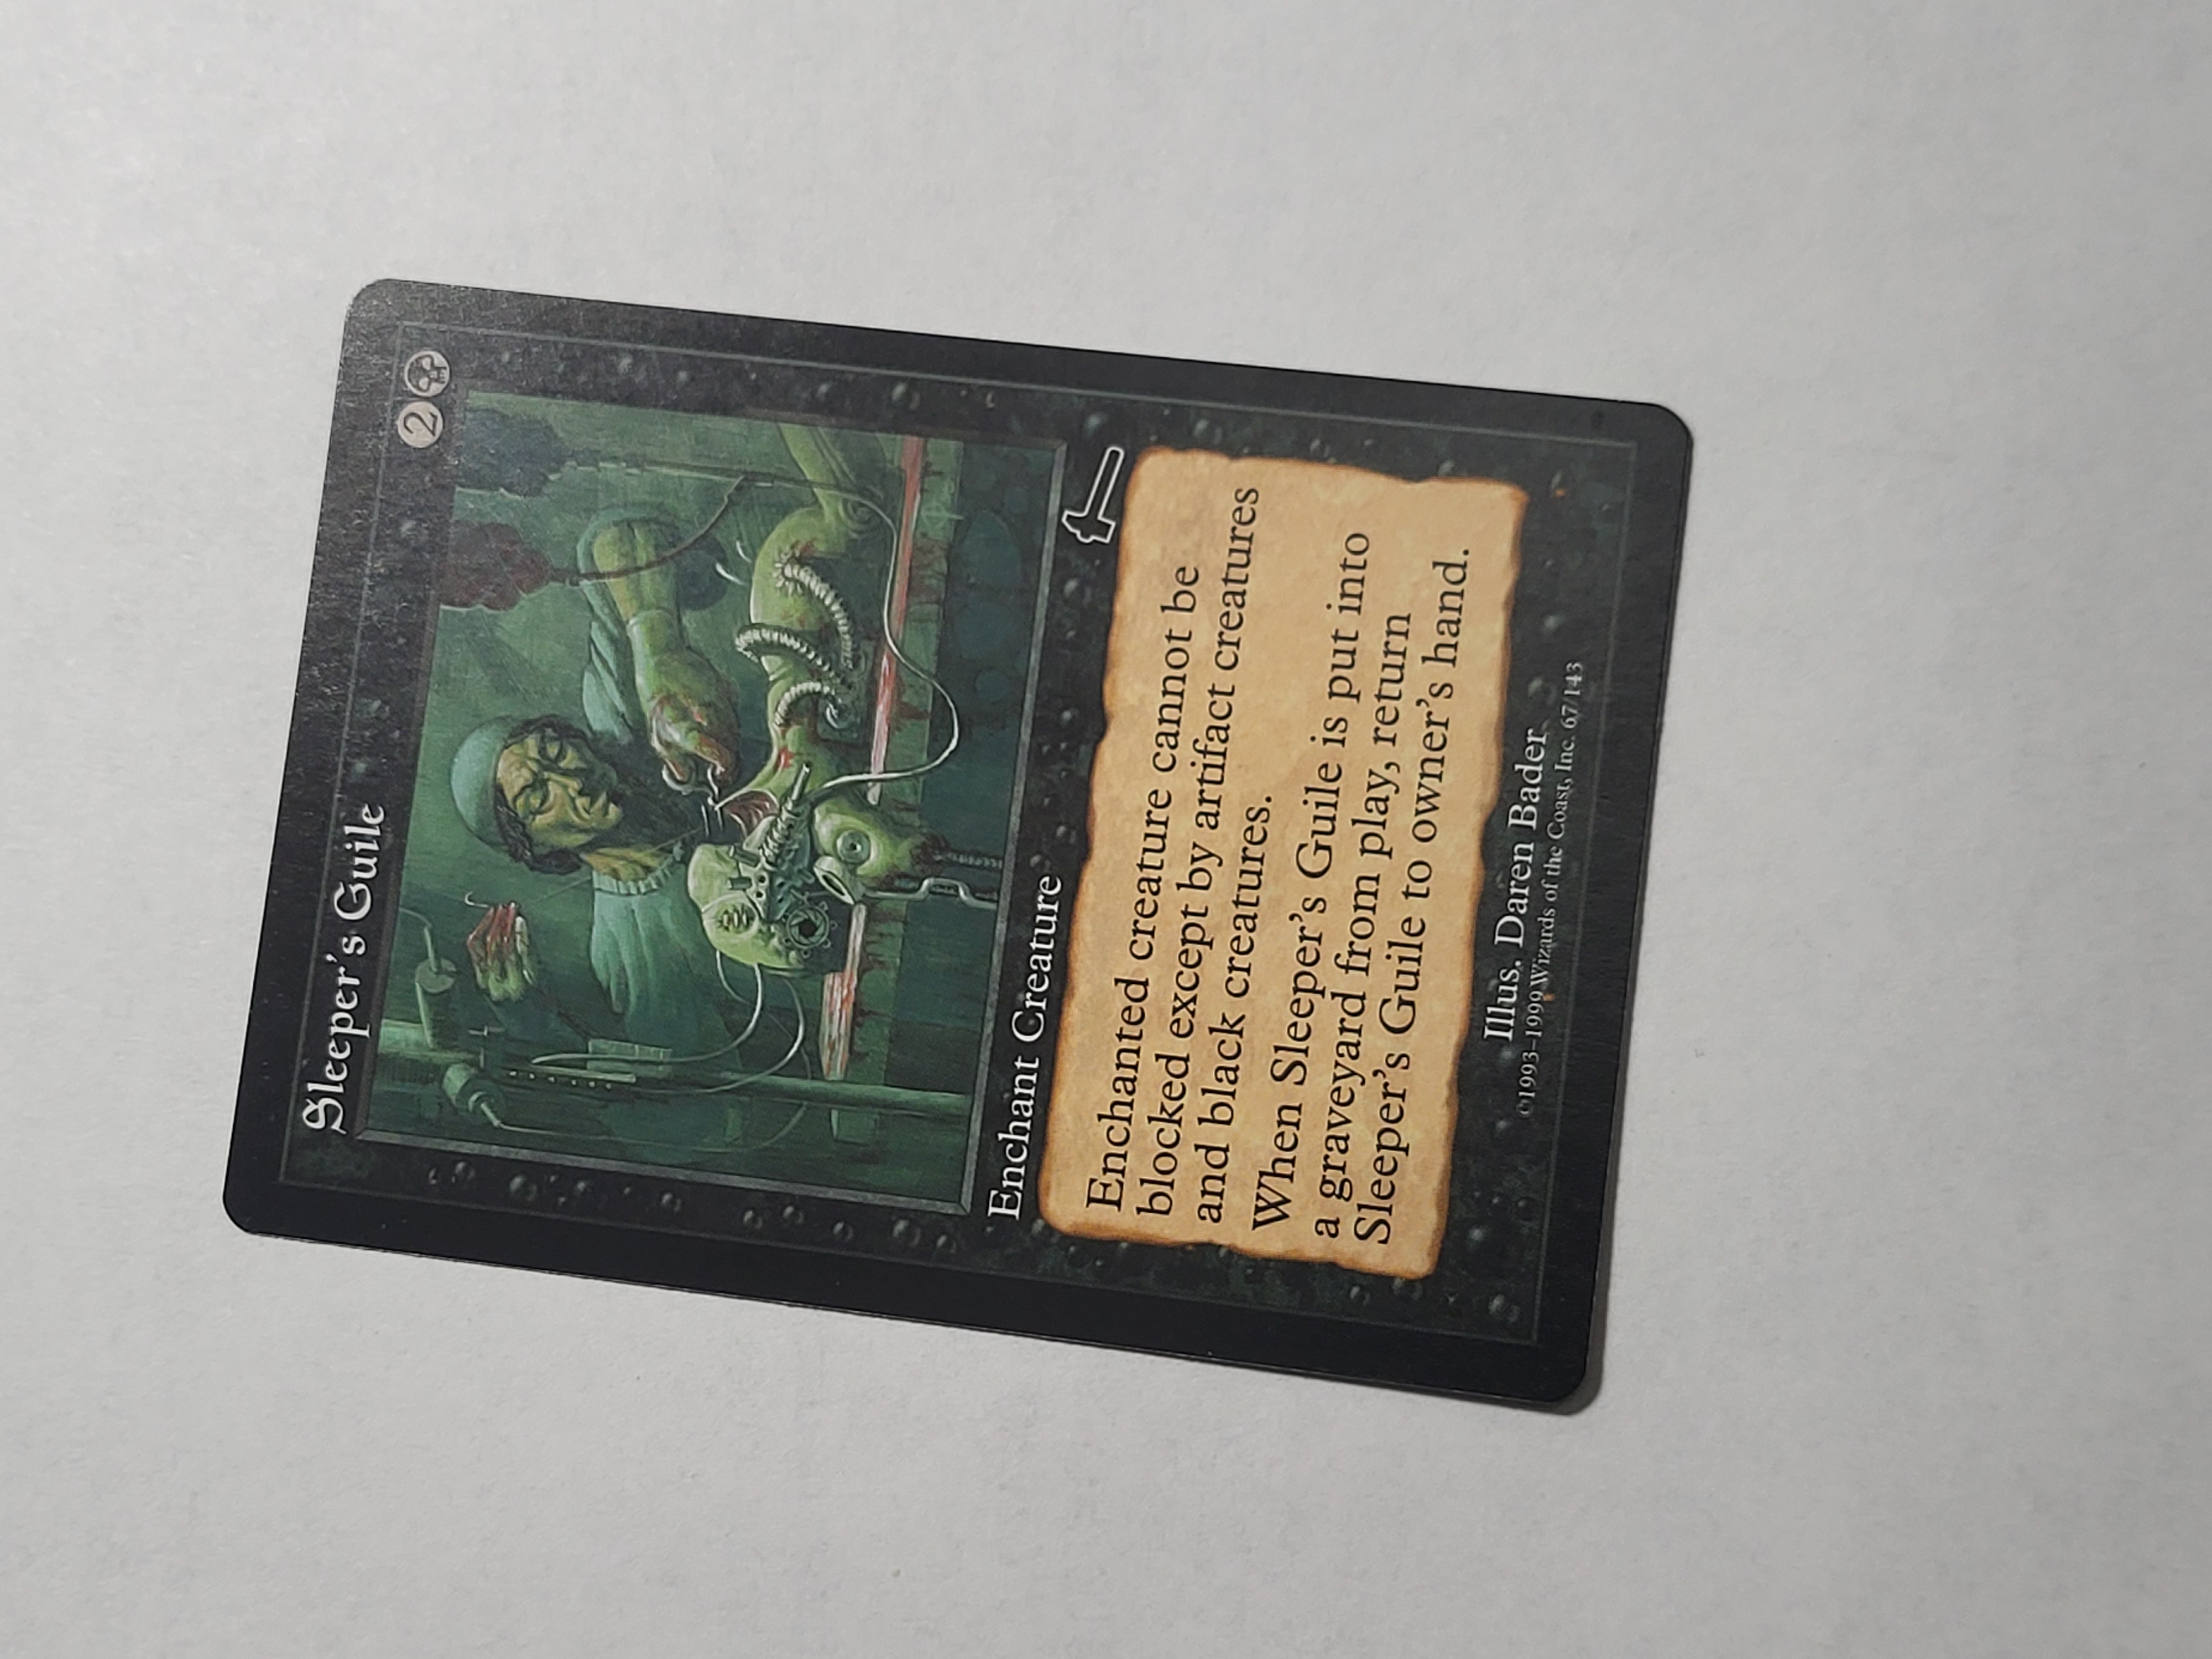 Sleeper's Guile
2
Enchant Creature
Enchanted creature cannot be
blocked except by artifact creatures
and black creatures.
When Sleeper's Guile is put into
a graveyard from play, return
Sleeper's Guile to owner's hand.
Illus. Daren Bader
©1993–1999 Wizards of the Coast, Inc. 67/143